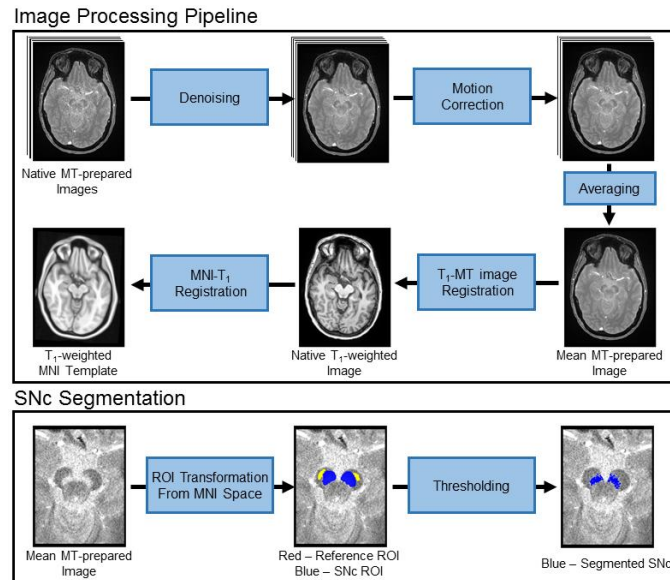 Image Processing Pipeline
Denoising
Motion
Correction
Native MT-prepared
Images
Averaging
MNI-T1
Registration
T1-MT image
Registration
T1-weighted
MNI Template
Native T1-weighted
Image
Mean MT-prepared
Image
SNc Segmentation
ROI Transformation
From MNI Space
Thresholding
Mean MT-prepared
Image
Red – Reference ROI
Blue – SNc ROI
Blue – Segmented SNc